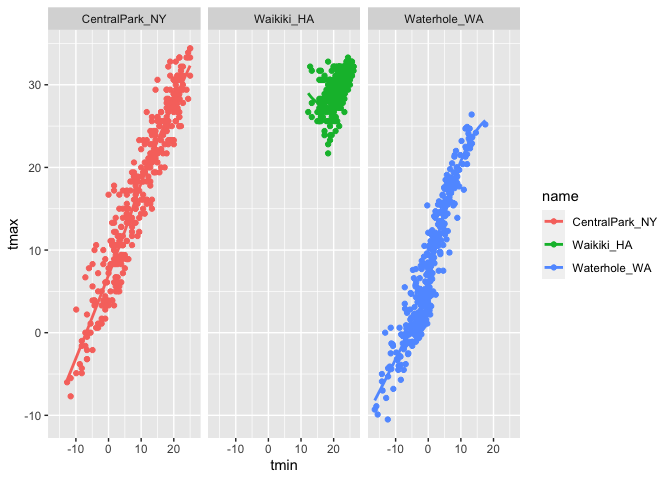 CentralPark_NY Waikiki_HA Waterhole_WA
30
20
10
0
-10
tmax
-10 0 10 20 -10 0 10 20 -10 0 10 20
tmin
name
CentralPark_NY
Waikiki_HA
Waterhole_WA